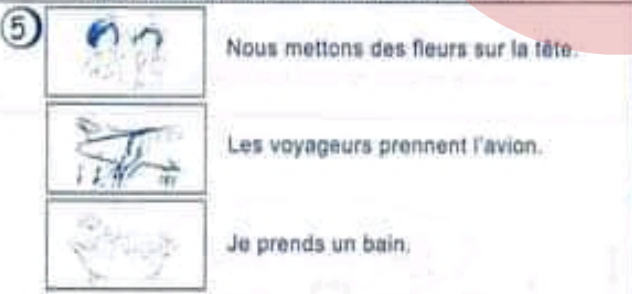 5
Nous mettons des fleurs sur la tête.
Les voyageurs prennent l'avion.
Je prends un bain.